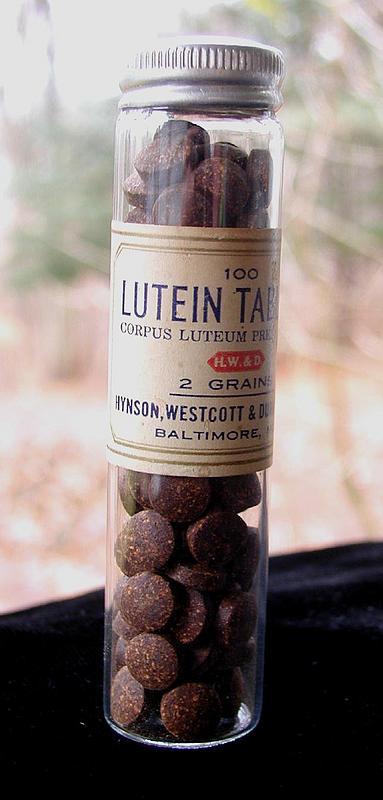 100
LUTEIN TAB
CORPUS LUTEUM PRE
H.W.&D.
2 GRAINS
HYNSON, WESTCOTT & DU
BALTIMORE,